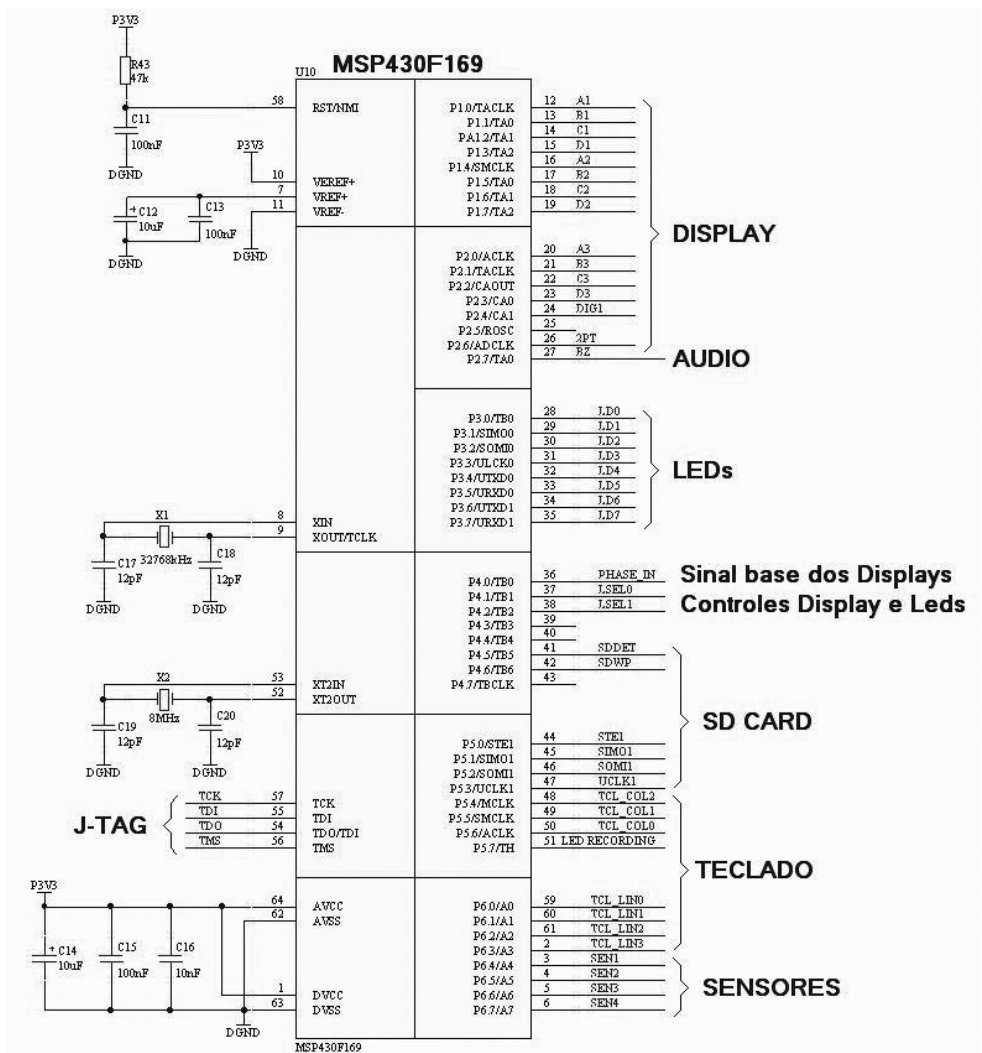 MSP430F169
P3V3
R43
47k
U10
58 RST/NMI
C11
100nF
DGND
P3V3
10 VEREF+
7 VREF+
11 VREF-
+ C12
10uF
C13
100nF
DGND
DGND
P1.0/TACLK 12 A1
P1.1/TA0 13 B1
PA1.2/TA1 14 C1
P1.3/TA2 15 D1
P1.4/SMCLK 16 A2
P1.5/TA0 17 B2
P1.6/TA1 18 C2
P1.7/TA2 19 D2
DISPLAY
P2.0/ACLK 20 A3
P2.1/TACLK 21 B3
P2.2/CAOUT 22 C3
P2.3/CA0 23 D3
P2.4/CA1 24 DIG1
P2.5/ROSC 25
P2.6/ADCLK 26 2PT
P2.7/TA0 27 BZ
AUDIO
P3.0/TB0 28 LD0
P3.1/SIMO0 29 LD1
P3.2/SOMI0 30 LD2
P3.3/ULCK0 31 LD3
P3.4/UTXD0 32 LD4
P3.5/URXD0 33 LD5
P3.6/UTXD1 34 LD6
P3.7/URXD1 35 LD7
LEDs
X1
8 XIN
9 XOUT/TCLK
32768kHz
C17
12pF
C18
12pF
DGND
DGND
P4.0/TB0 36 PHASE_IN
P4.1/TB1 37 LSEL0
P4.2/TB2 38 LSEL1
P4.3/TB3 39
P4.4/TB4 40
P4.5/TB5 41 SDDET
P4.6/TB6 42 SDWP
P4.7/TBCLK 43
Sinal base dos Displays
Controles Display e Leds
X2
53 XT2IN
52 XT2OUT
8MHz
C19
12pF
C20
12pF
DGND
DGND
SD CARD
P5.0/STE1 44 STE1
P5.1/SIMO1 45 SIMO1
P5.2/SOMI1 46 SOMI1
P5.3/UCLK1 47 UCLK1
P5.4/MCLK 48 TCL_COL2
P5.5/SMCLK 49 TCL_COL1
P5.6/ACLK 50 TCL_COL0
P5.7/TH 51 LED RECORDING
J-TAG
TCK 57 TCK
TDI 55 TDI
TDO 54 TDO/TDI
TMS 56 TMS
TECLADO
P3V3
64 AVCC
62 AVSS
+ C14
10uF
C15
100nF
C16
10nF
1 DVCC
63 DVSS
DGND
DGND
P6.0/A0 59 TCL_LIN0
P6.1/A1 60 TCL_LIN1
P6.2/A2 61 TCL_LIN2
P6.3/A3 2 TCL_LIN3
P6.4/A4 3 SEN1
P6.5/A5 4 SEN2
P6.6/A6 5 SEN3
P6.7/A7 6 SEN4
SENSORES
MSP430F169